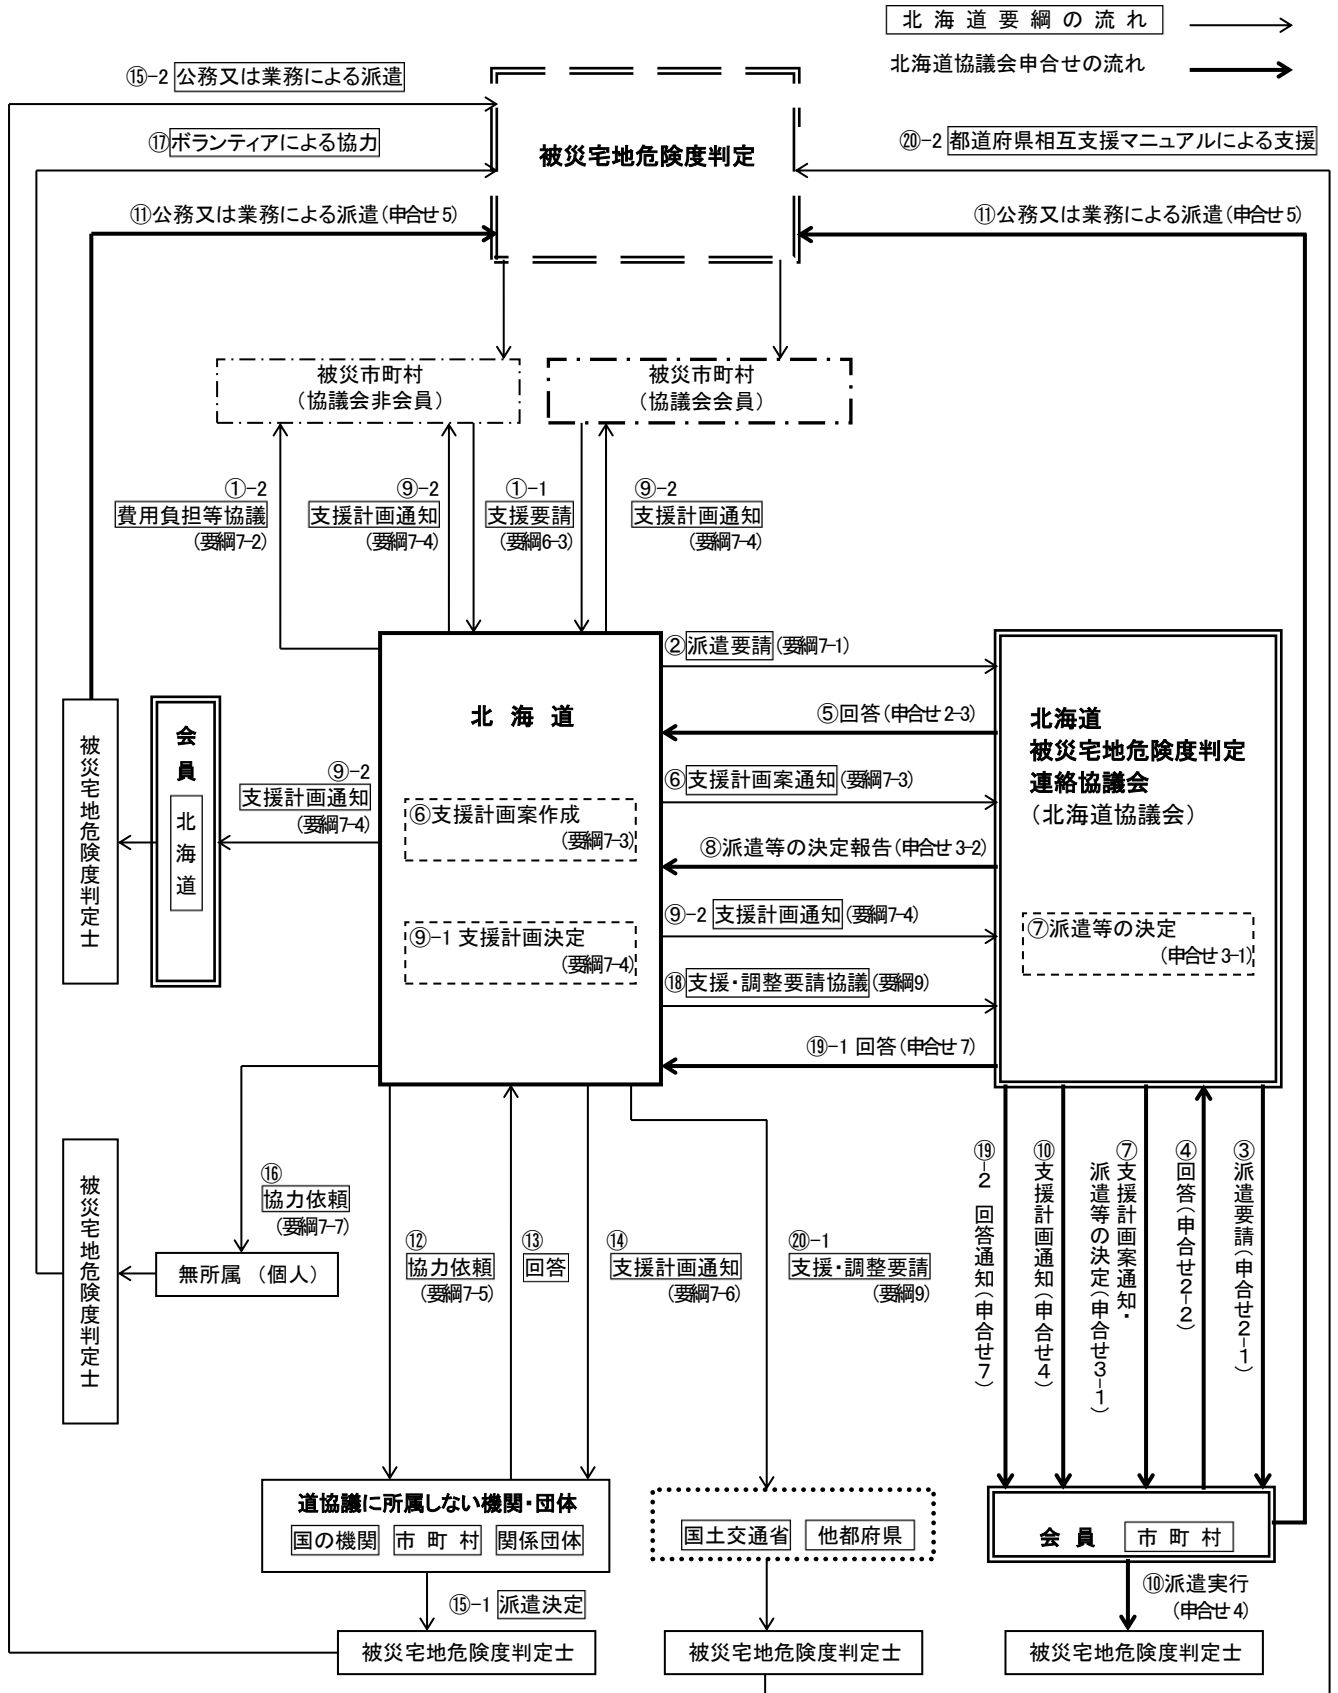 北海道要綱の流れ
北海道協議会申合せの流れ
⑮-2 公務又は業務による派遣
⑰ボランティアによる協力
被災宅地危険度判定
⑳-2 都道府県相互支援マニュアルによる支援
⑪公務又は業務による派遣(申合せ5)
⑪公務又は業務による派遣(申合せ5)
被災市町村
(協議会非会員)
被災市町村
(協議会会員)
①-2
費用負担等協議
(要綱7-2)
⑨-2
支援計画通知
(要綱7-4)
①-1
支援要請
(要綱6-3)
⑨-2
支援計画通知
(要綱7-4)
②派遣要請(要綱7-1)
⑤回答(申合せ2-3)
⑥支援計画案通知(要綱7-3)
⑧派遣等の決定報告(申合せ3-2)
⑨-2 支援計画通知(要綱7-4)
⑱支援・調整要請協議(要綱9)
⑲-1 回答(申合せ7)
北海道
⑥支援計画案作成
(要綱7-3)
⑨-1 支援計画決定
(要綱7-4)
北海道
被災宅地危険度判定
連絡協議会
(北海道協議会)
⑦派遣等の決定
(申合せ3-1)
被災宅地危険度判定士
会員
北海道
⑨-2
支援計画通知
(要綱7-4)
被災宅地危険度判定士
⑯
協力依頼
(要綱7-7)
無所属 (個人)
⑫
協力依頼
(要綱7-5)
⑬
回答
⑭
支援計画通知
(要綱7-6)
⑳-1
支援・調整要請
(要綱9)
⑲-2 回答通知(申合せ7)
⑩支援計画通知(申合せ4)
⑦支援計画案通知・
派遣等の決定(申合せ3-1)
④回答(申合せ2-2)
③派遣要請(申合せ2-1)
道協議に所属しない機関・団体
国の機関 市町村 関係団体
国土交通省 他都府県
会員 市町村
⑮-1 派遣決定
⑩派遣実行
(申合せ4)
被災宅地危険度判定士
被災宅地危険度判定士
被災宅地危険度判定士